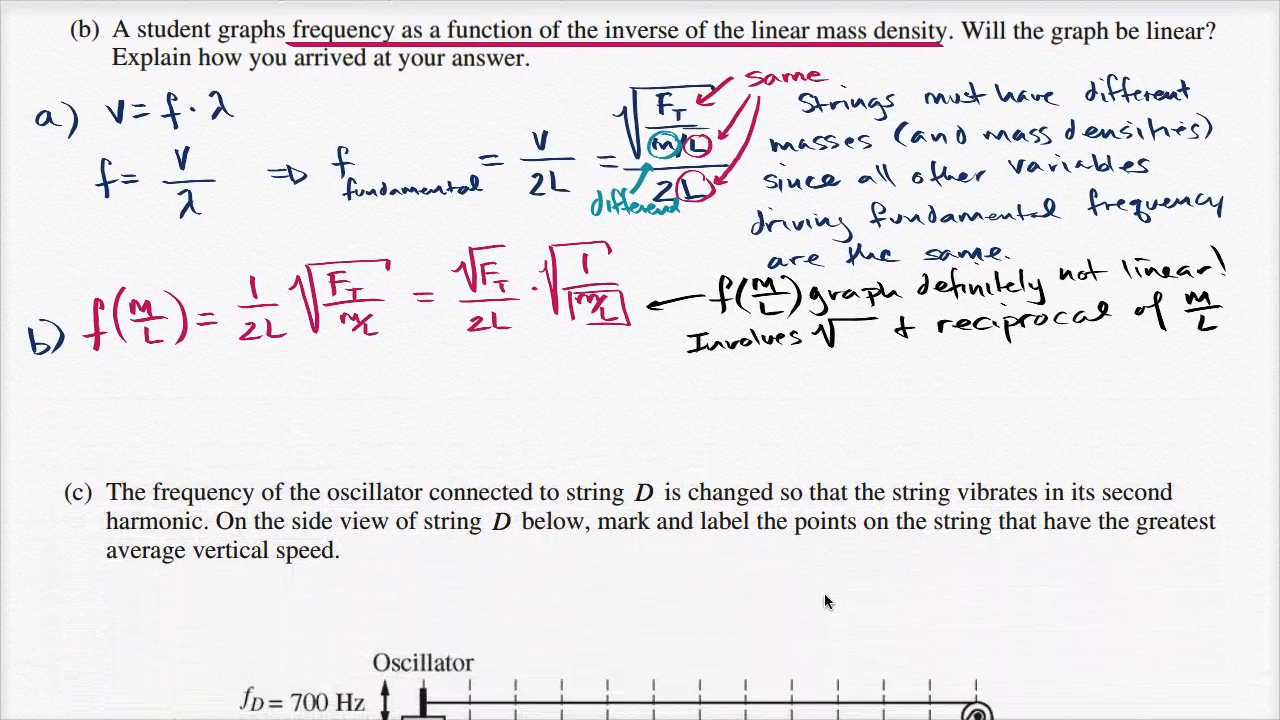 (b) A student graphs frequency as a function of the inverse of the linear mass density. Will the graph be linear?
Explain how you arrived at your answer.
a) v = f · λ
f = v/λ ⇒ f fundamental = v/2L = √(F_T/(m/L))/2L
same
different
Strings must have different
masses (and mass densities)
since all other variables
driving fundamental frequency
are the same.
b) f(m/L) = 1/2L √(F_T/(m/L)) = √F_T/2L · √(1/(m/L))
← f(m/L) graph definitely not linear!
Involves √ + reciprocal of m/L
(c) The frequency of the oscillator connected to string D is changed so that the string vibrates in its second
harmonic. On the side view of string D below, mark and label the points on the string that have the greatest
average vertical speed.
Oscillator
f_D = 700 Hz